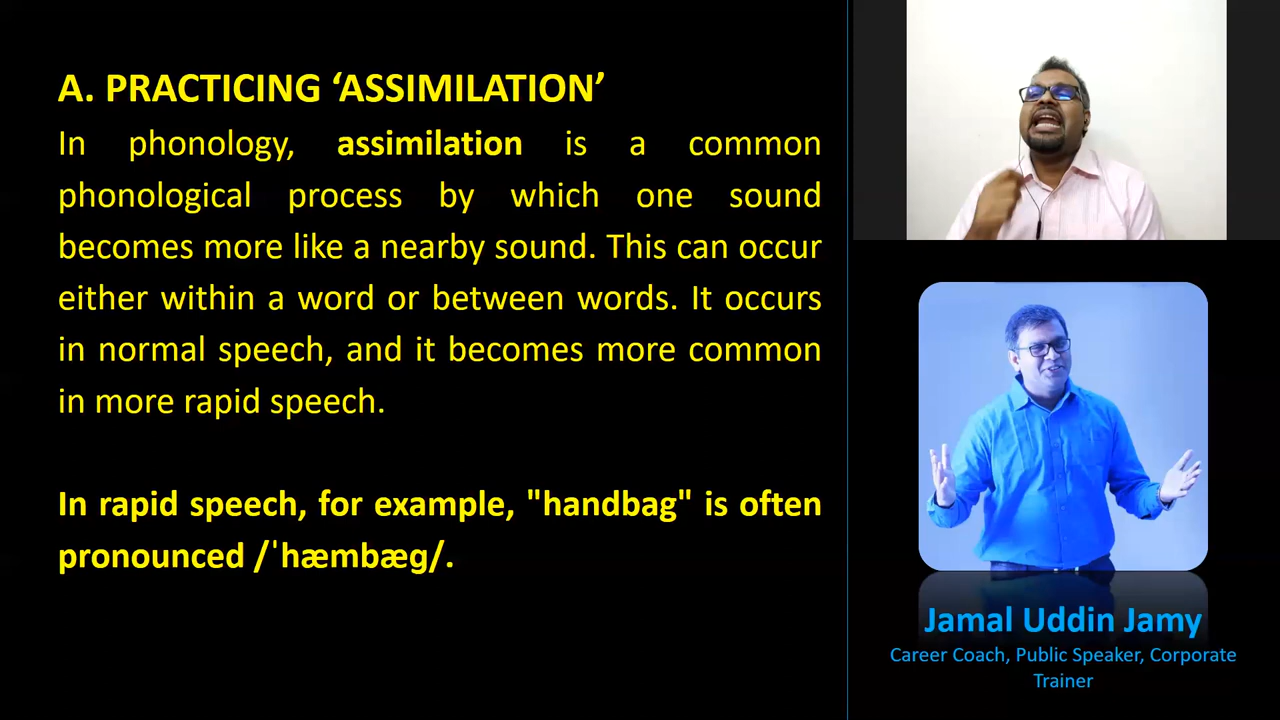 A. PRACTICING ‘ASSIMILATION’
In phonology, assimilation is a common
phonological process by which one sound
becomes more like a nearby sound. This can occur
either within a word or between words. It occurs
in normal speech, and it becomes more common
in more rapid speech.
In rapid speech, for example, "handbag" is often
pronounced /ˈhæmbæg/.
Jamal Uddin Jamy
Career Coach, Public Speaker, Corporate
Trainer